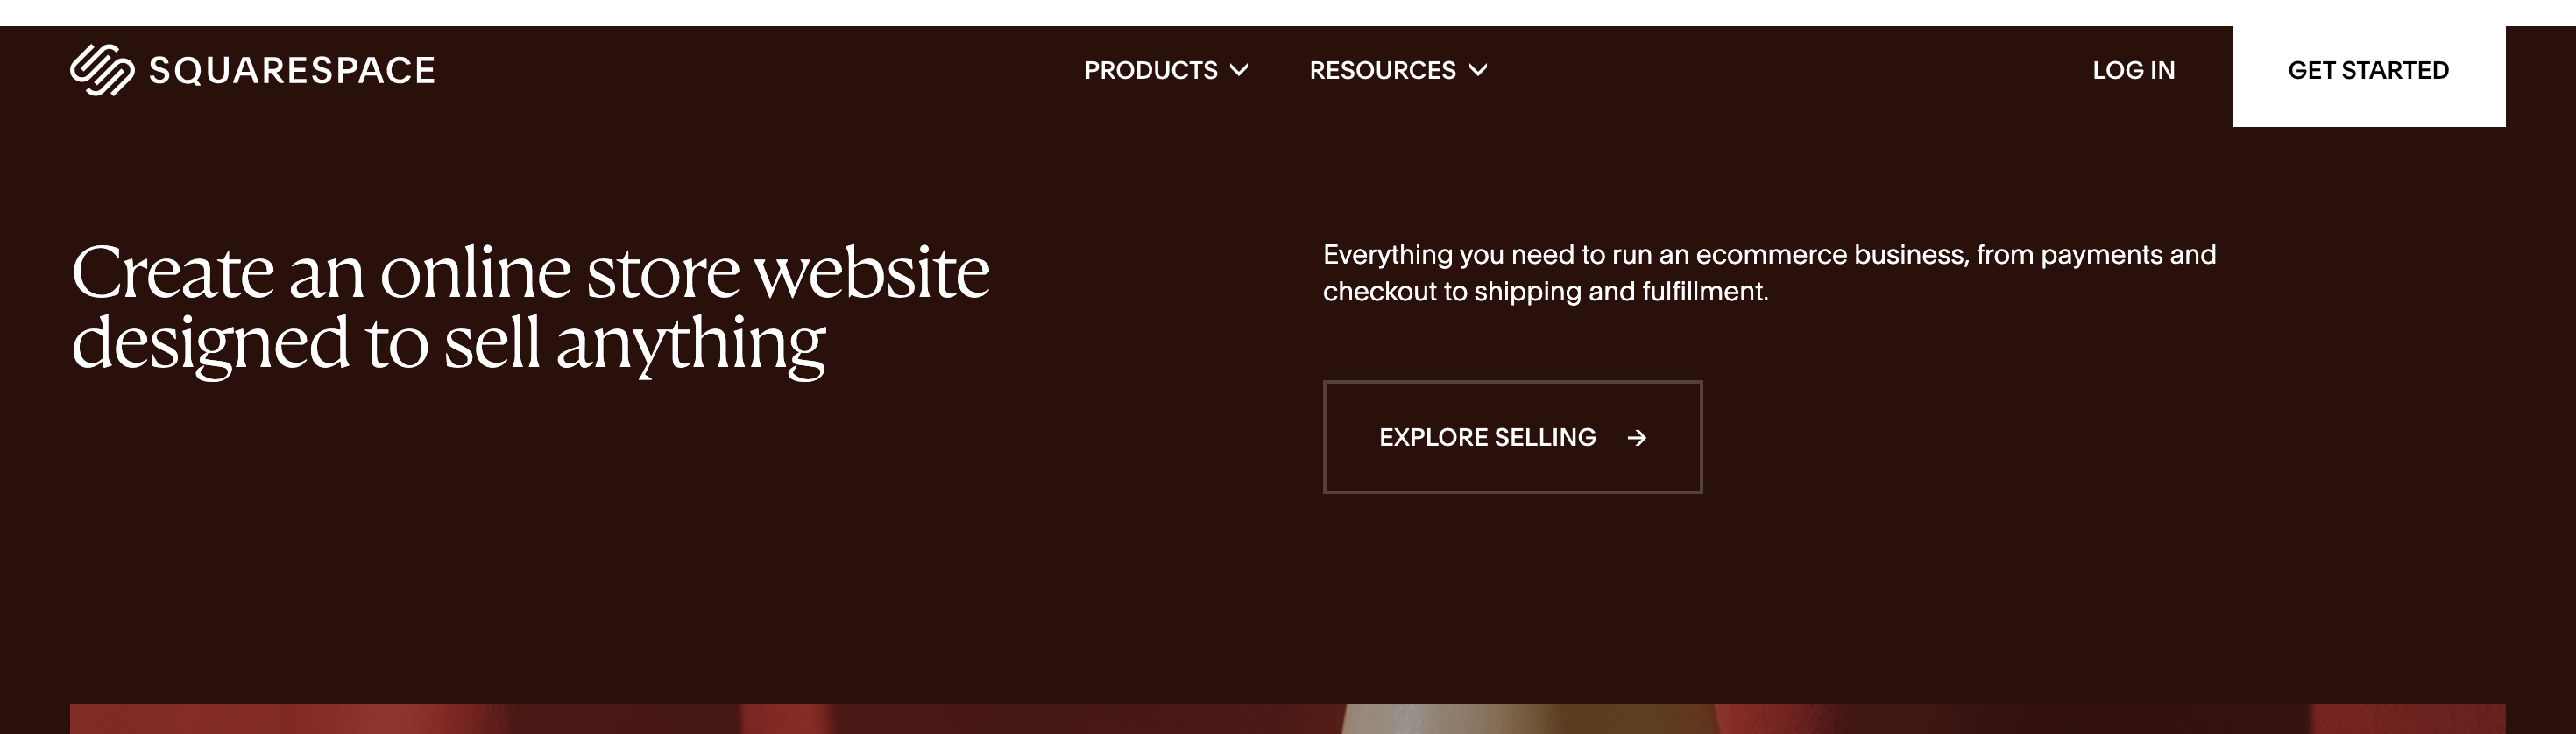 SQUARESPACE
PRODUCTS
RESOURCES
LOG IN
GET STARTED
Create an online store website
designed to sell anything
Everything you need to run an ecommerce business, from payments and
checkout to shipping and fulfillment.
EXPLORE SELLING →